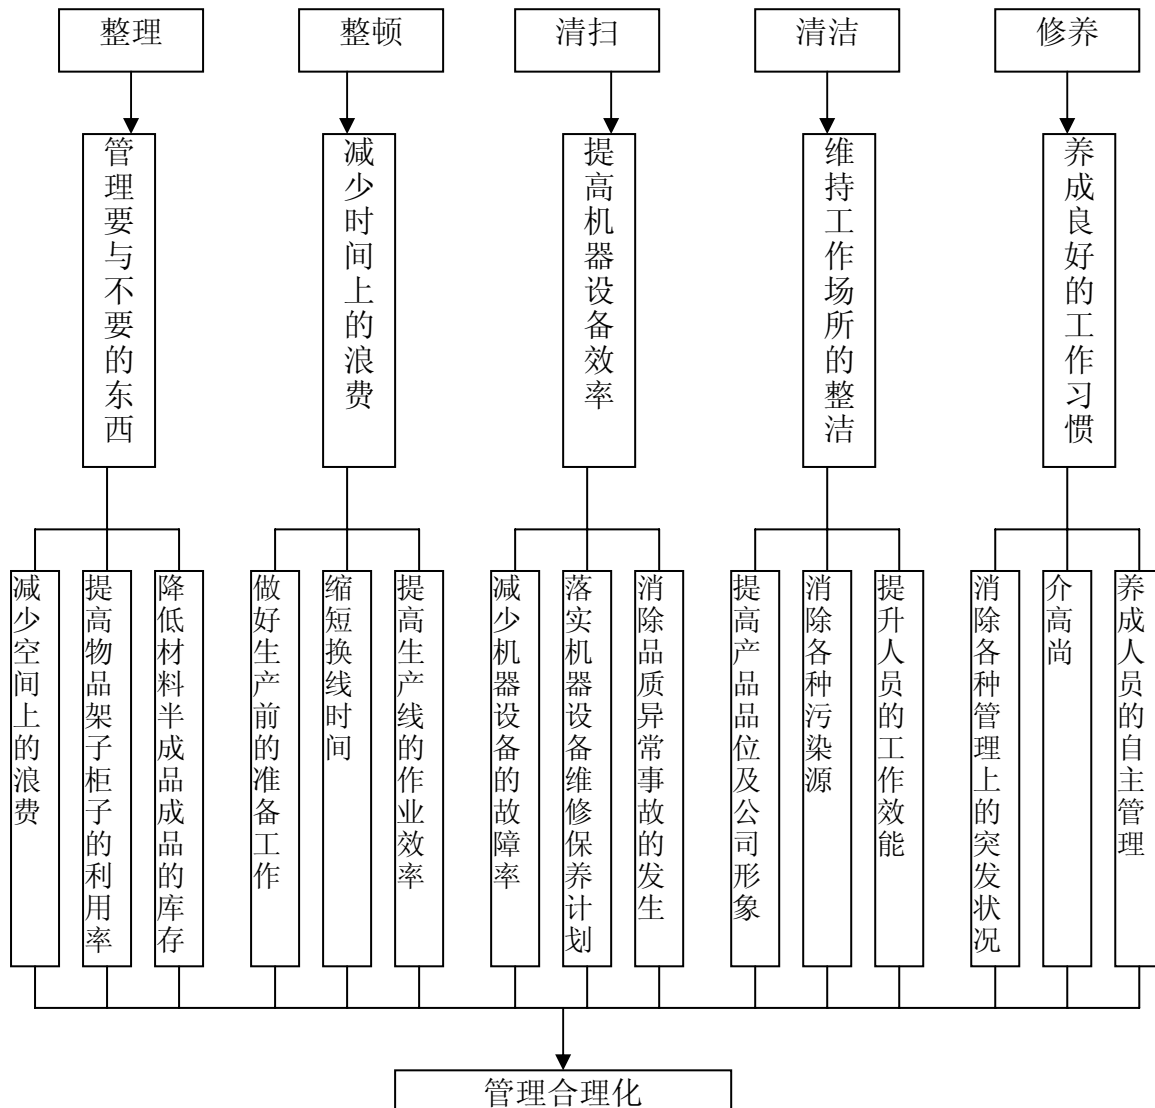 整理
整顿
清扫
清洁
修养
管理要与不要的东西
减少时间上的浪费
提高机器设备效率
维持工作场所的整洁
养成良好的工作习惯
减少空间上的浪费
提高物品架子柜子的利用率
降低材料半成品成品的库存
做好生产前的准备工作
缩短换线时间
提高生产线的作业效率
减少机器设备的故障率
落实机器设备维修保养计划
消除品质异常事故的发生
提高产品品位及公司形象
消除各种污染源
提升人员的工作效能
消除各种管理上的突发状况
介高尚
养成人员的自主管理
管理合理化